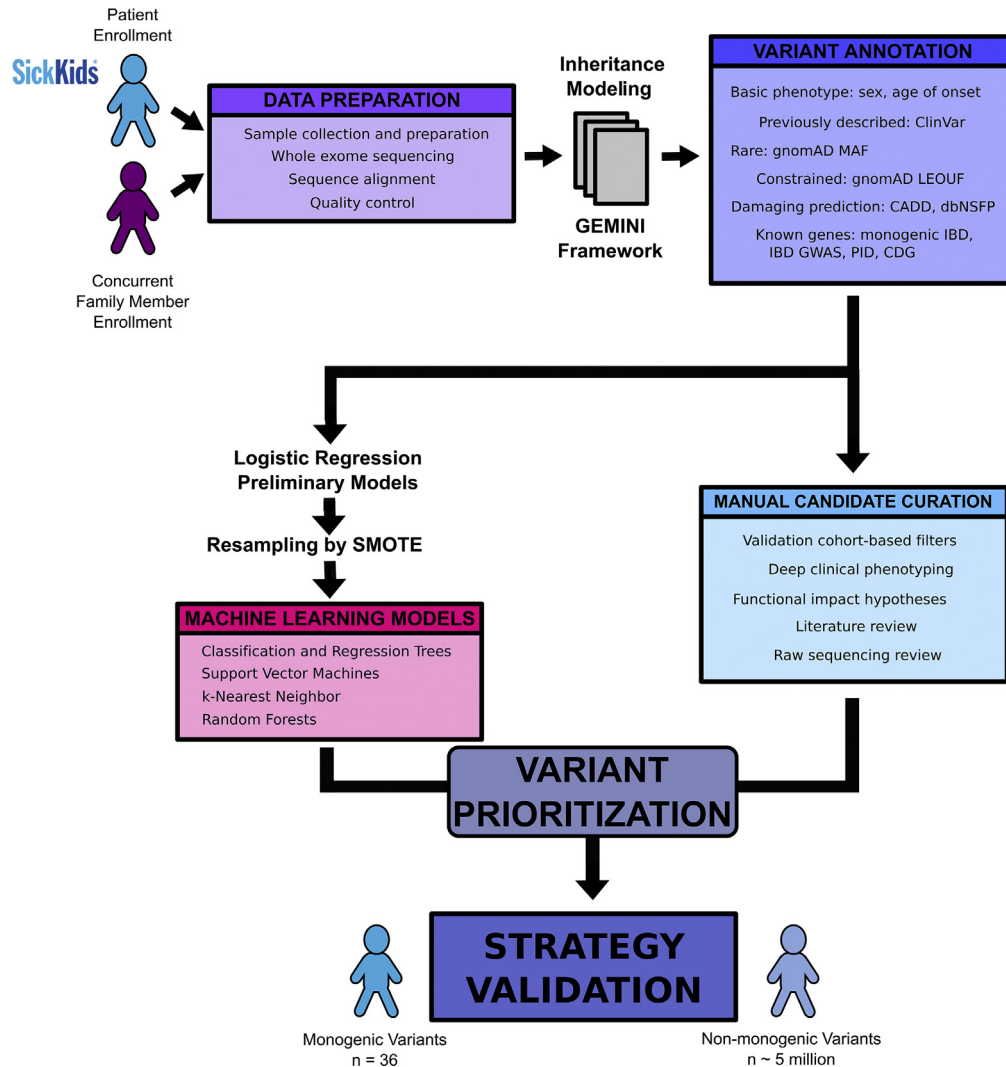 Patient
Enrollment
SickKids®
Concurrent
Family Member
Enrollment
DATA PREPARATION
Sample collection and preparation
Whole exome sequencing
Sequence alignment
Quality control
Inheritance
Modeling
GEMINI
Framework
VARIANT ANNOTATION
Basic phenotype: sex, age of onset
Previously described: ClinVar
Rare: gnomAD MAF
Constrained: gnomAD LEOUF
Damaging prediction: CADD, dbNSFP
Known genes: monogenic IBD,
IBD GWAS, PID, CDG
Logistic Regression
Preliminary Models
Resampling by SMOTE
MACHINE LEARNING MODELS
Classification and Regression Trees
Support Vector Machines
k-Nearest Neighbor
Random Forests
MANUAL CANDIDATE CURATION
Validation cohort-based filters
Deep clinical phenotyping
Functional impact hypotheses
Literature review
Raw sequencing review
VARIANT
PRIORITIZATION
STRATEGY
VALIDATION
Monogenic Variants
n = 36
Non-monogenic Variants
n ~ 5 million